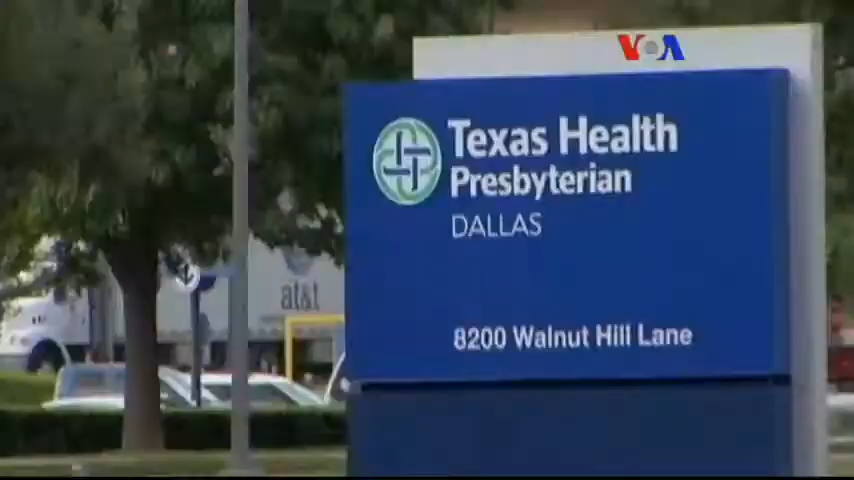 VOA
Texas Health
Presbyterian
DALLAS
8200 Walnut Hill Lane
at&t